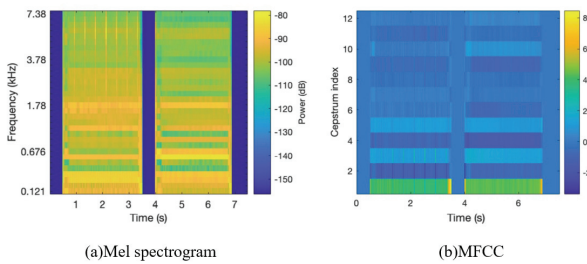 7.38
3.78
1.78
0.676
0.121
Frequency (kHz)
1 2 3 4 5 6 7
Time (s)
-80
-90
-100
-110
-120
-130
-140
-150
Power (dB)
(a)Mel spectrogram
12
10
8
6
4
2
Cepstrum index
2 4 6
Time (s)
8
6
4
2
0
-2
(b)MFCC